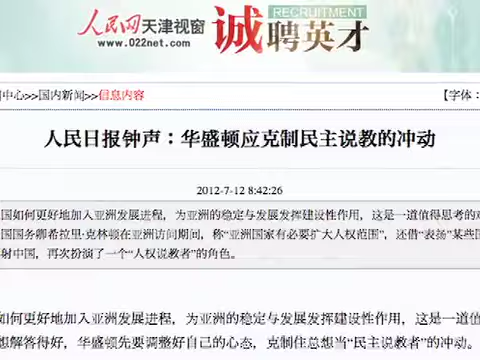 人民网天津视窗
www.022net.com
诚聘英才
RECRUITMENT
中心>>国内新闻>>信息内容
【字体：
人民日报钟声：华盛顿应克制民主说教的冲动
2012-7-12 8:42:26
国如何更好地加入亚洲发展进程，为亚洲的稳定与发展发挥建设性作用，这是一道值得思考的
国国务卿希拉里·克林顿在亚洲访问期间，称“亚洲国家有必要扩大人权范围”，还借“表扬”某些
射中国，再次扮演了一个“人权说教者”的角色。
如何更好地加入亚洲发展进程，为亚洲的稳定与发展发挥建设性作用，这是一道值
想解答得好，华盛顿先要调整好自己的心态，克制住总想当“民主说教者”的冲动。